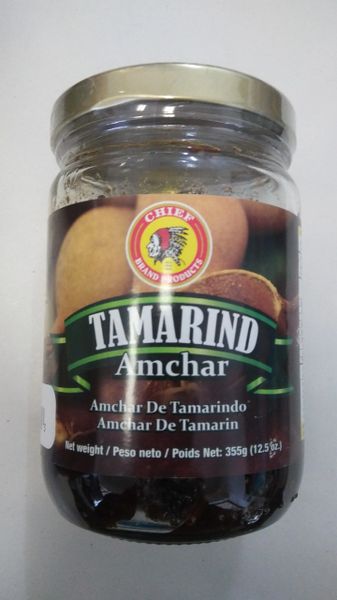 CHIEF
BRAND PRODUCTS
TAMARIND
Amchar
Amchar De Tamarindo
Amchar De Tamarin
Net weight / Peso neto / Poids Net: 355g (12.5 oz.)